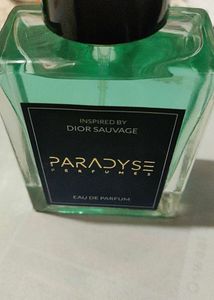 INSPIRED BY
DIOR SAUVAGE
PARADYSE
PERFUMES
EAU DE PARFUM